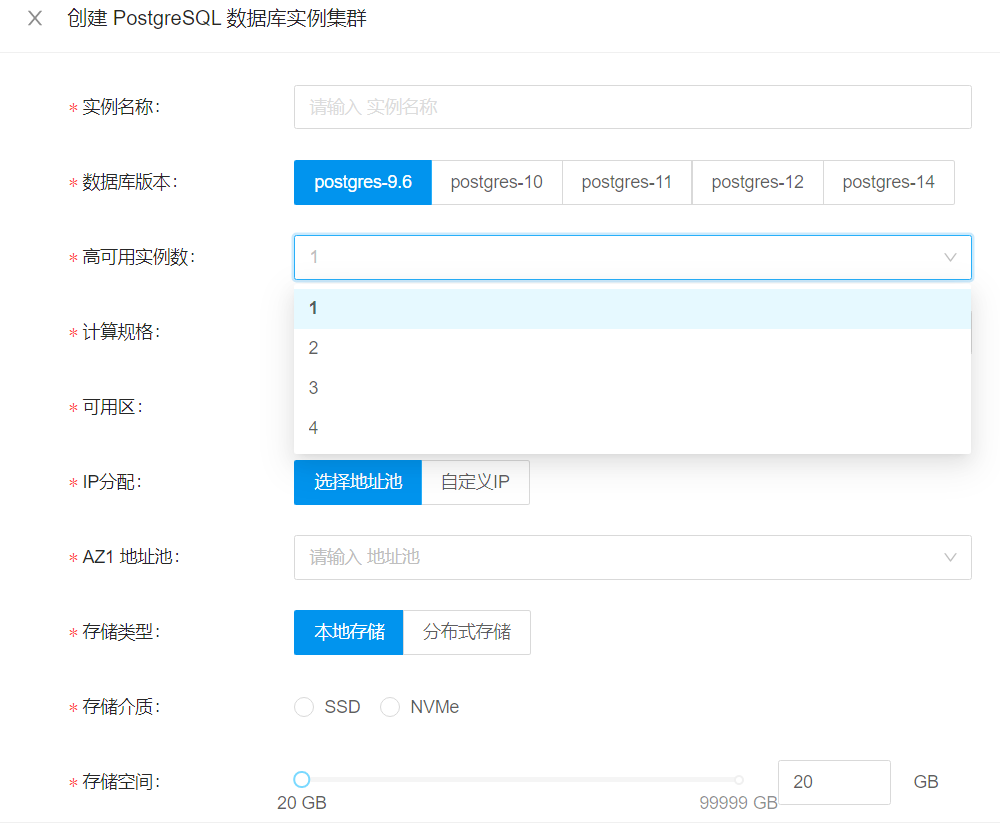 创建 PostgreSQL 数据库实例集群
* 实例名称: 请输入 实例名称
* 数据库版本: postgres-9.6 postgres-10 postgres-11 postgres-12 postgres-14
* 高可用实例数: 1
1
* 计算规格:
2
3
* 可用区:
4
* IP分配: 选择地址池 自定义IP
* AZ1 地址池: 请输入 地址池
* 存储类型: 本地存储 分布式存储
* 存储介质: SSD NVMe
* 存储空间: 20 GB
20 GB 99999 GB